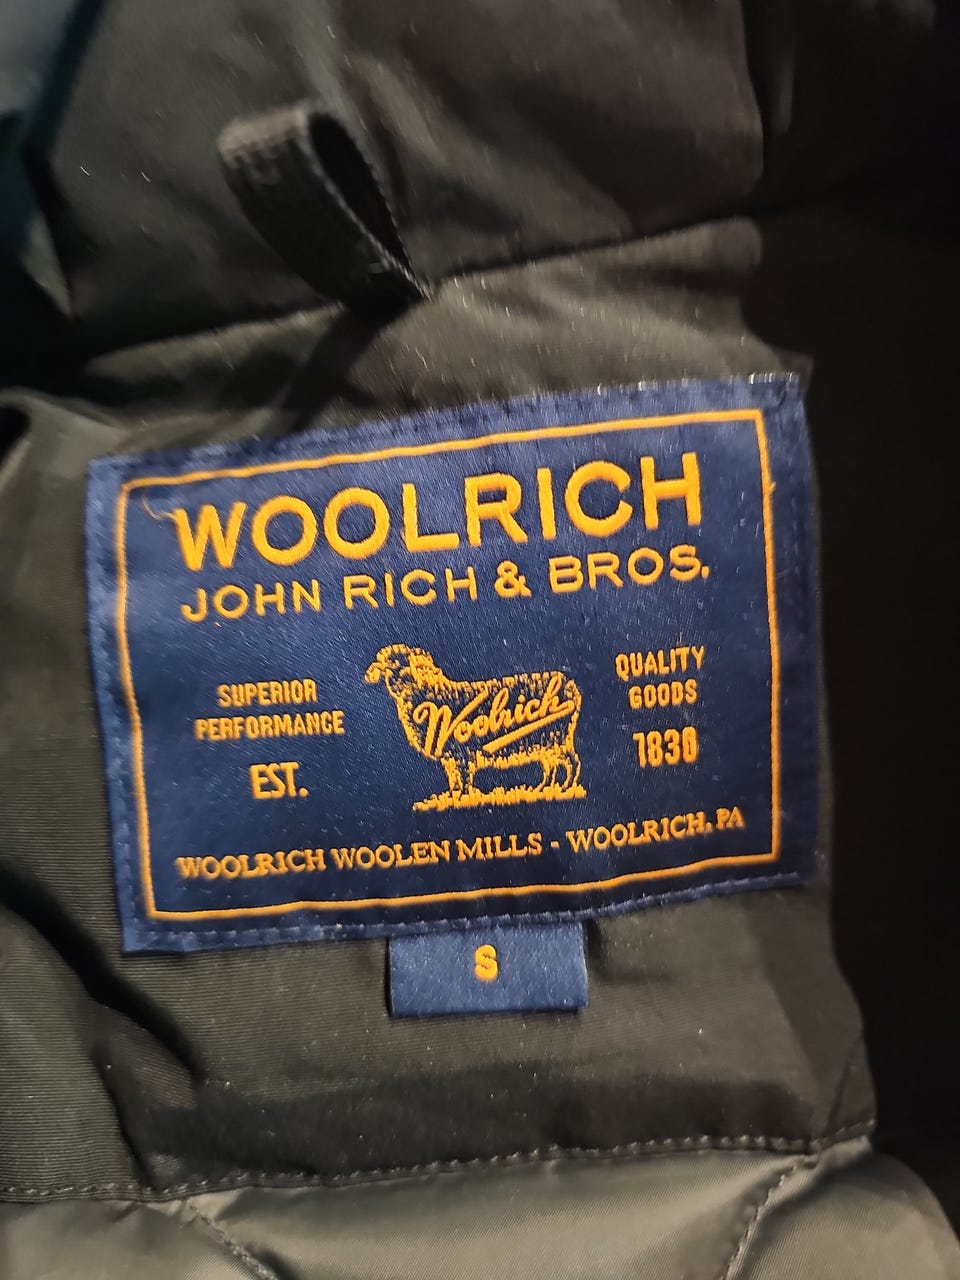 WOOLRICH
JOHN RICH & BROS.
SUPERIOR
PERFORMANCE
EST.
Woolrich
QUALITY
GOODS
1830
WOOLRICH WOOLEN MILLS - WOOLRICH, PA
S